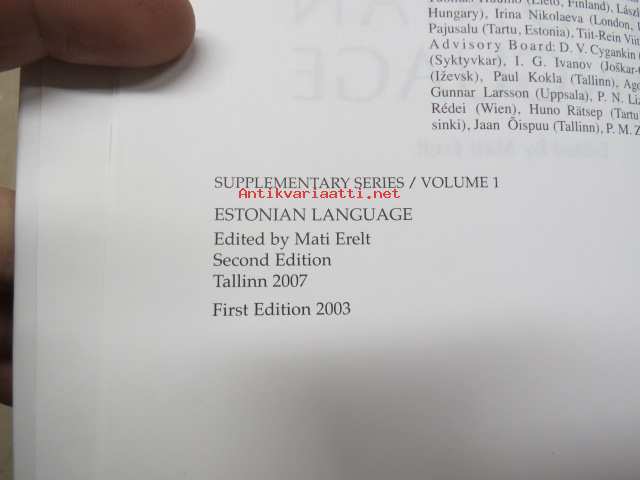 Hungary), Irina Nikolaeva (London,
Pajusalu (Tartu, Estonia), Tiit-Rein
Advisory Board: D. V. Cygankin
(Syktyvkar), I. G. Ivanov (Joškar-
(Iževsk), Paul Kokla (Tallinn),
Gunnar Larsson (Uppsala), P. N.
Rédei (Wien), Huno Rätsep (Tartu)
sinki), Jaan Õispuu (Tallinn), P. M.
SUPPLEMENTARY SERIES / VOLUME 1
Antikvariaatti.net
ESTONIAN LANGUAGE
Edited by Mati Erelt
Second Edition
Tallinn 2007
First Edition 2003